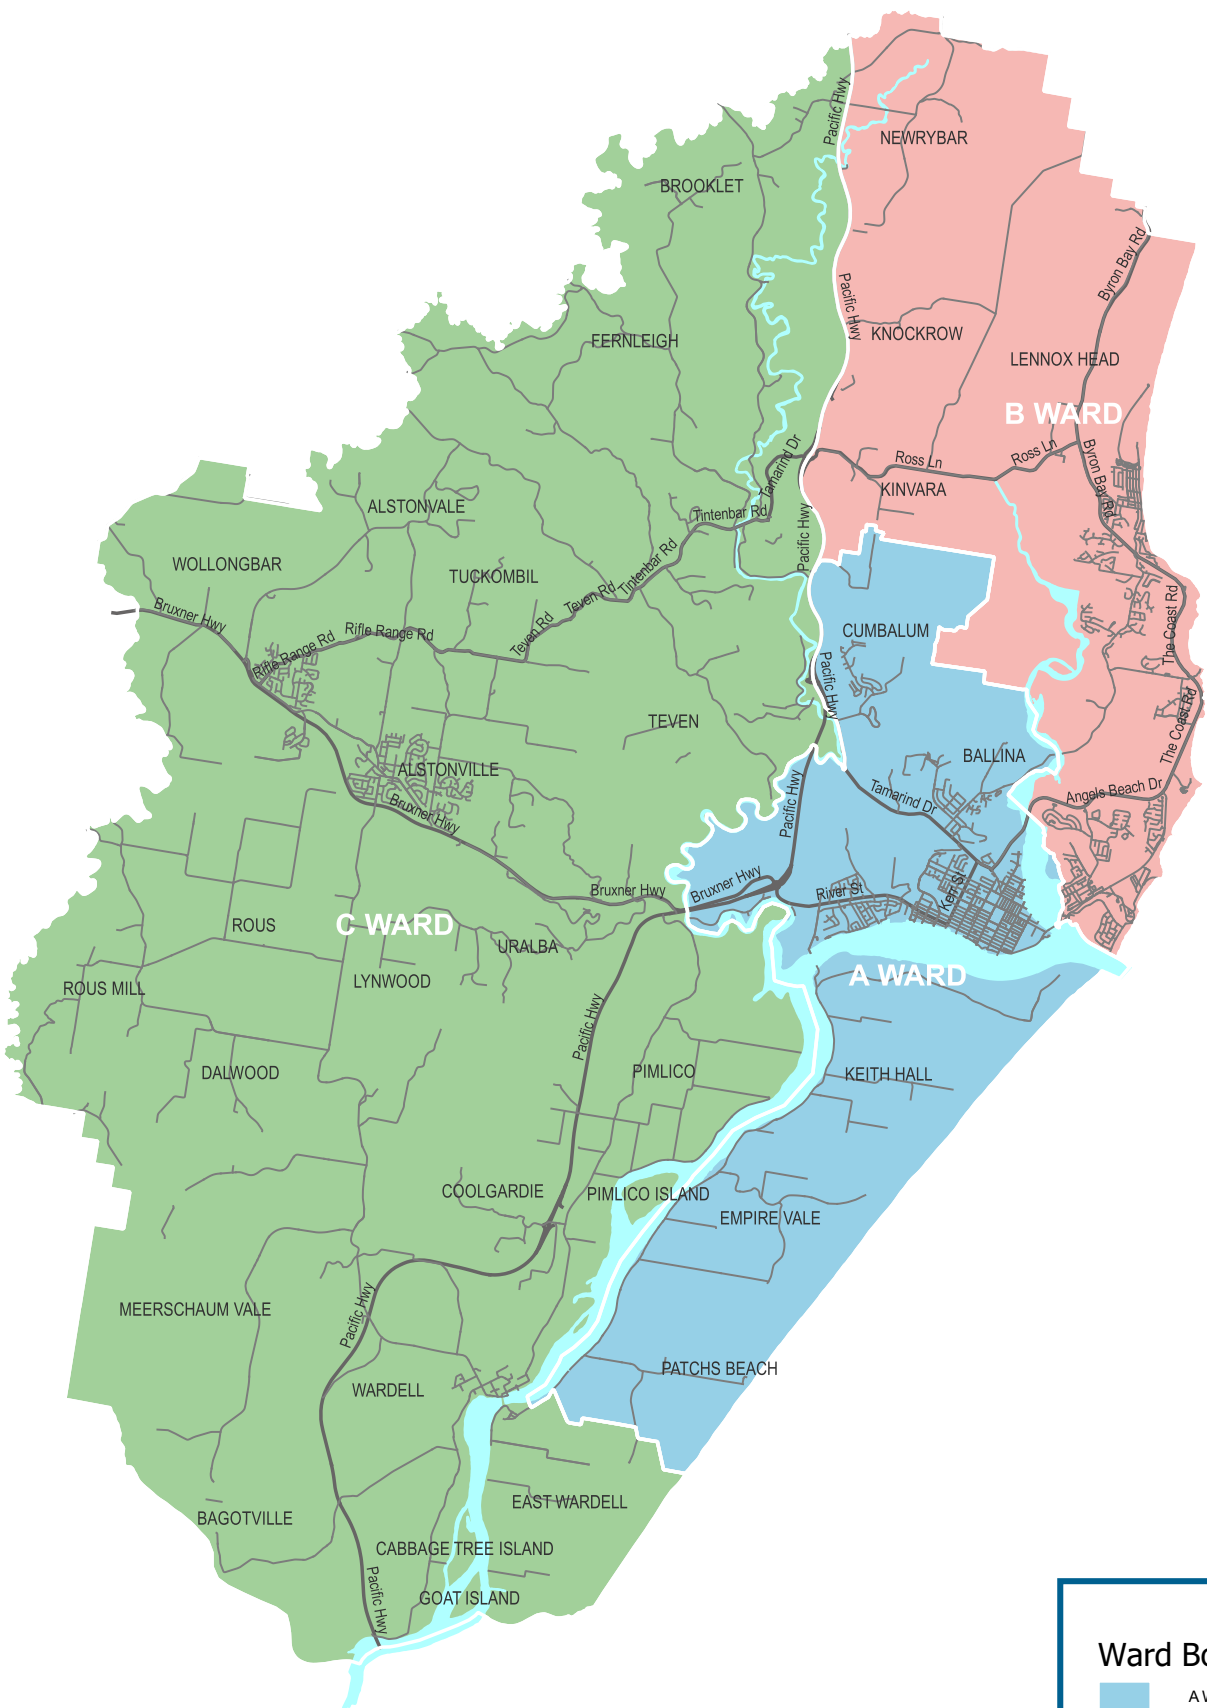 Pacific Hwy
NEWRYBAR
BROOKLET
Byron Bay Rd
Pacific Hwy
KNOCKROW
FERNLEIGH
LENNOX HEAD
B WARD
Ross Ln
Ross Ln
Byron Bay Rd
Tamarind Dr
KINVARA
ALSTONVALE
Tintenbar Rd
Pacific Hwy
WOLLONGBAR
TUCKOMBIL
Tintenbar Rd
Teven Rd
Bruxner Hwy
Rifle Range Rd
Rifle Range Rd
Teven Rd
CUMBALUM
The Coast Rd
Pacific Hwy
TEVEN
The Coast Rd
BALLINA
ALSTONVILLE
Bruxner Hwy
Pacific Hwy
Tamarind Dr
Angels Beach Dr
Bruxner Hwy
Bruxner Hwy
River St
Kerr St
ROUS
C WARD
URALBA
A WARD
ROUS MILL
LYNWOOD
Pacific Hwy
DALWOOD
PIMLICO
KEITH HALL
COOLGARDIE
PIMLICO ISLAND
EMPIRE VALE
MEERSCHAUM VALE
Pacific Hwy
PATCHS BEACH
WARDELL
EAST WARDELL
BAGOTVILLE
CABBAGE TREE ISLAND
Pacific Hwy
GOAT ISLAND
Ward Bo
A W